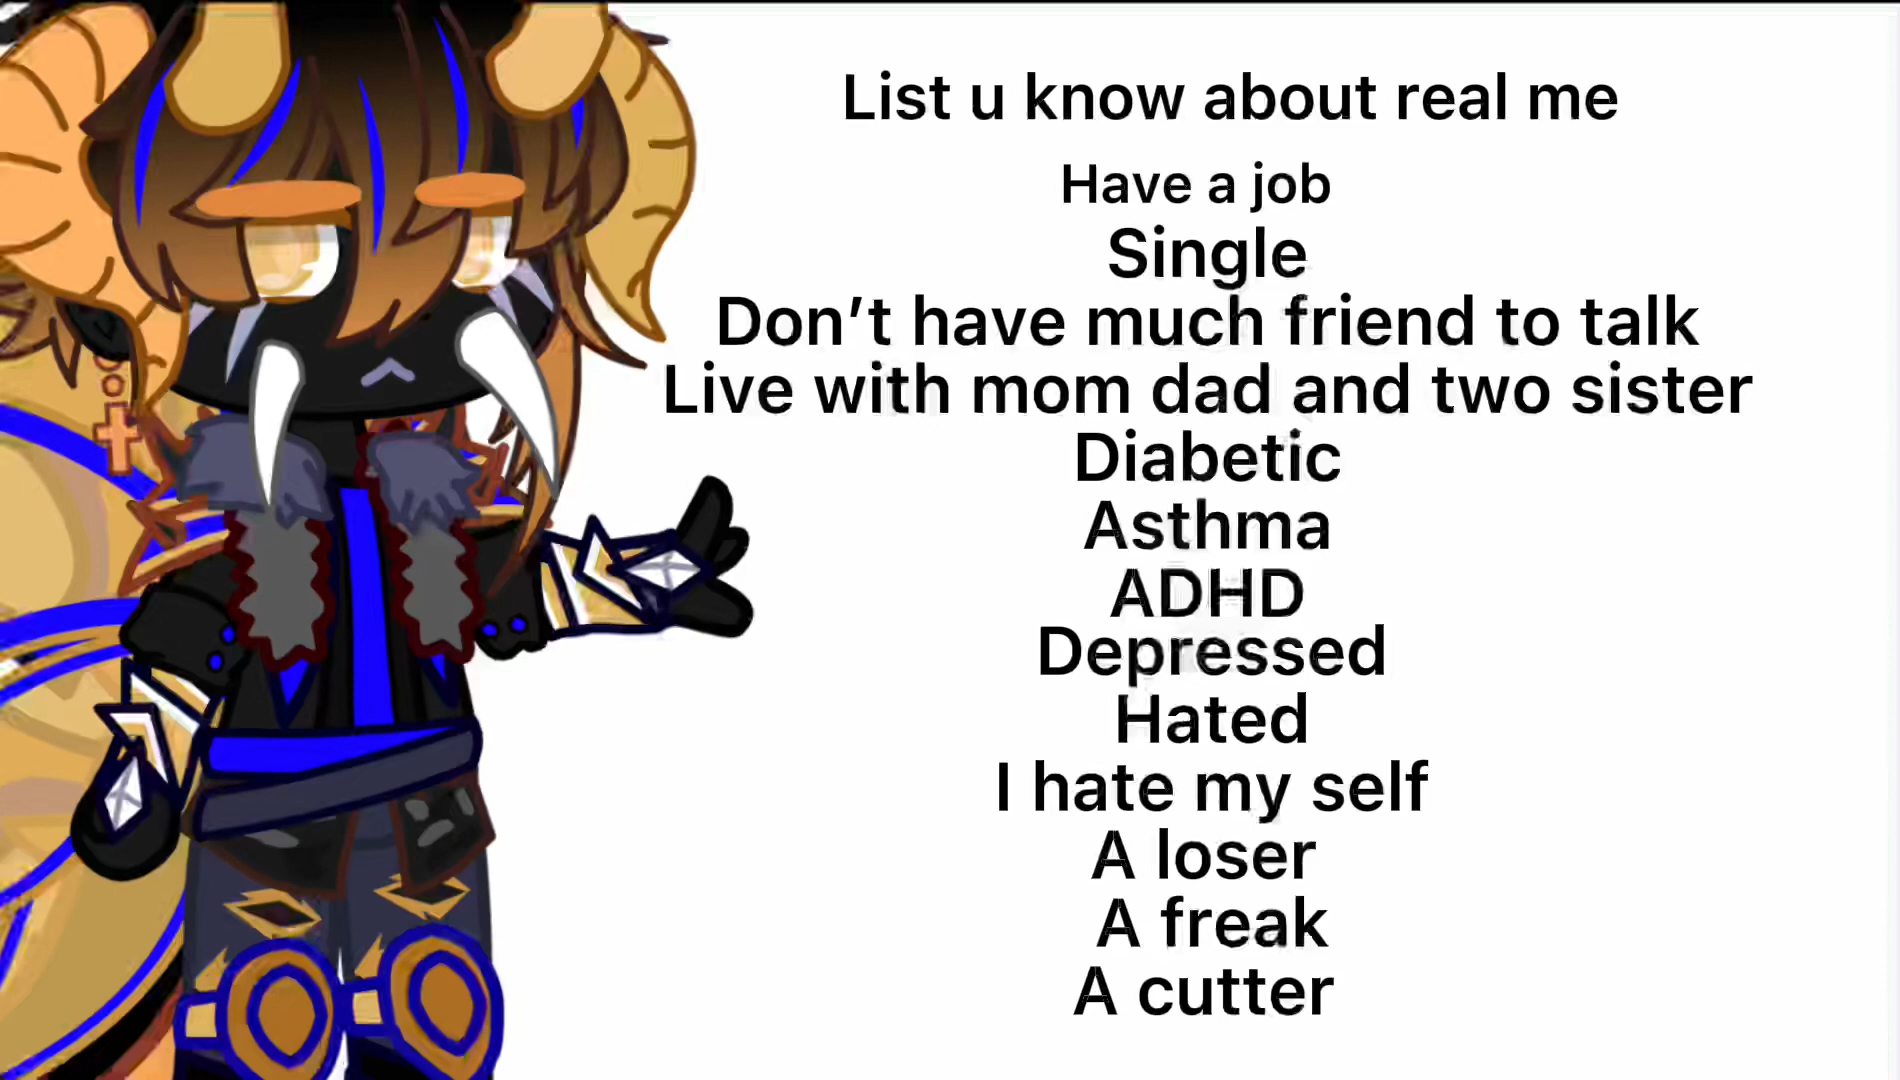 List u know about real me
Have a job
Single
Don’t have much friend to talk
Live with mom dad and two sister
Diabetic
Asthma
ADHD
Depressed
Hated
I hate my self
A loser
A freak
A cutter